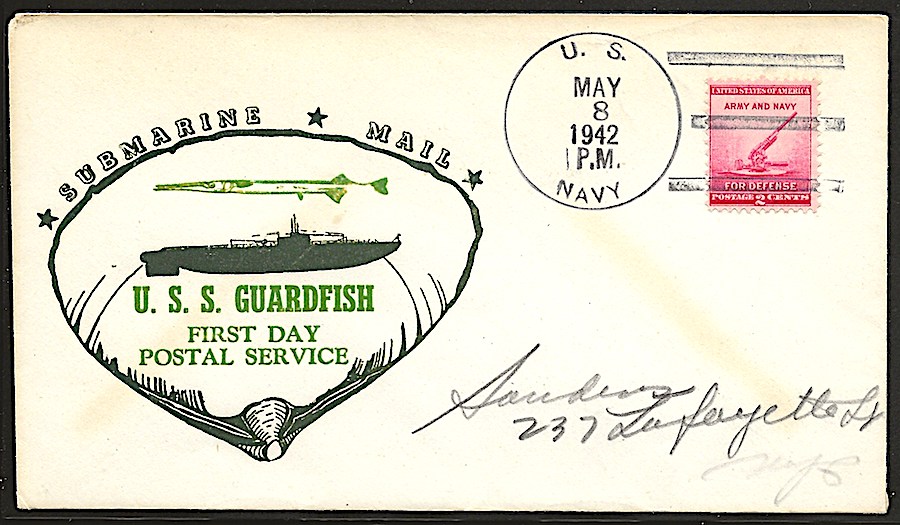 SUBMARINE ★ MAIL
U. S. S. GUARDFISH
FIRST DAY
POSTAL SERVICE
U. S.
MAY
8
1942
1 P.M.
NAVY
UNITED STATES OF AMERICA
ARMY AND NAVY
FOR DEFENSE
POSTAGE 2 CENTS
Sanders
237 Lafayette St